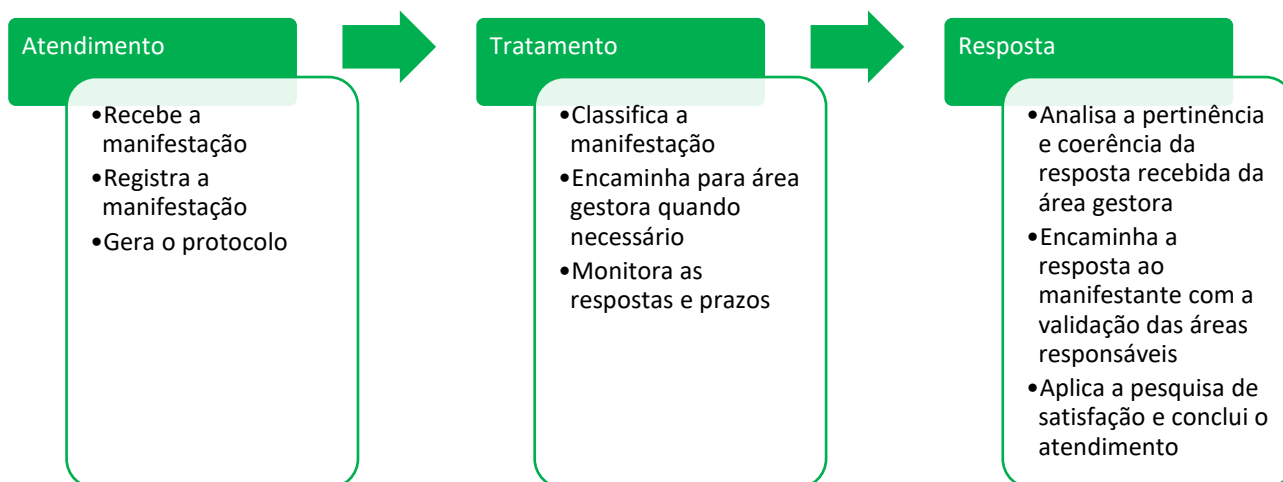 Atendimento
•Recebe a
manifestação
•Registra a
manifestação
•Gera o protocolo
Tratamento
•Classifica a
manifestação
•Encaminha para área
gestora quando
necessário
•Monitora as
respostas e prazos
Resposta
•Analisa a pertinência
e coerência da
resposta recebida da
área gestora
•Encaminha a
resposta ao
manifestante com a
validação das áreas
responsáveis
•Aplica a pesquisa de
satisfação e conclui o
atendimento